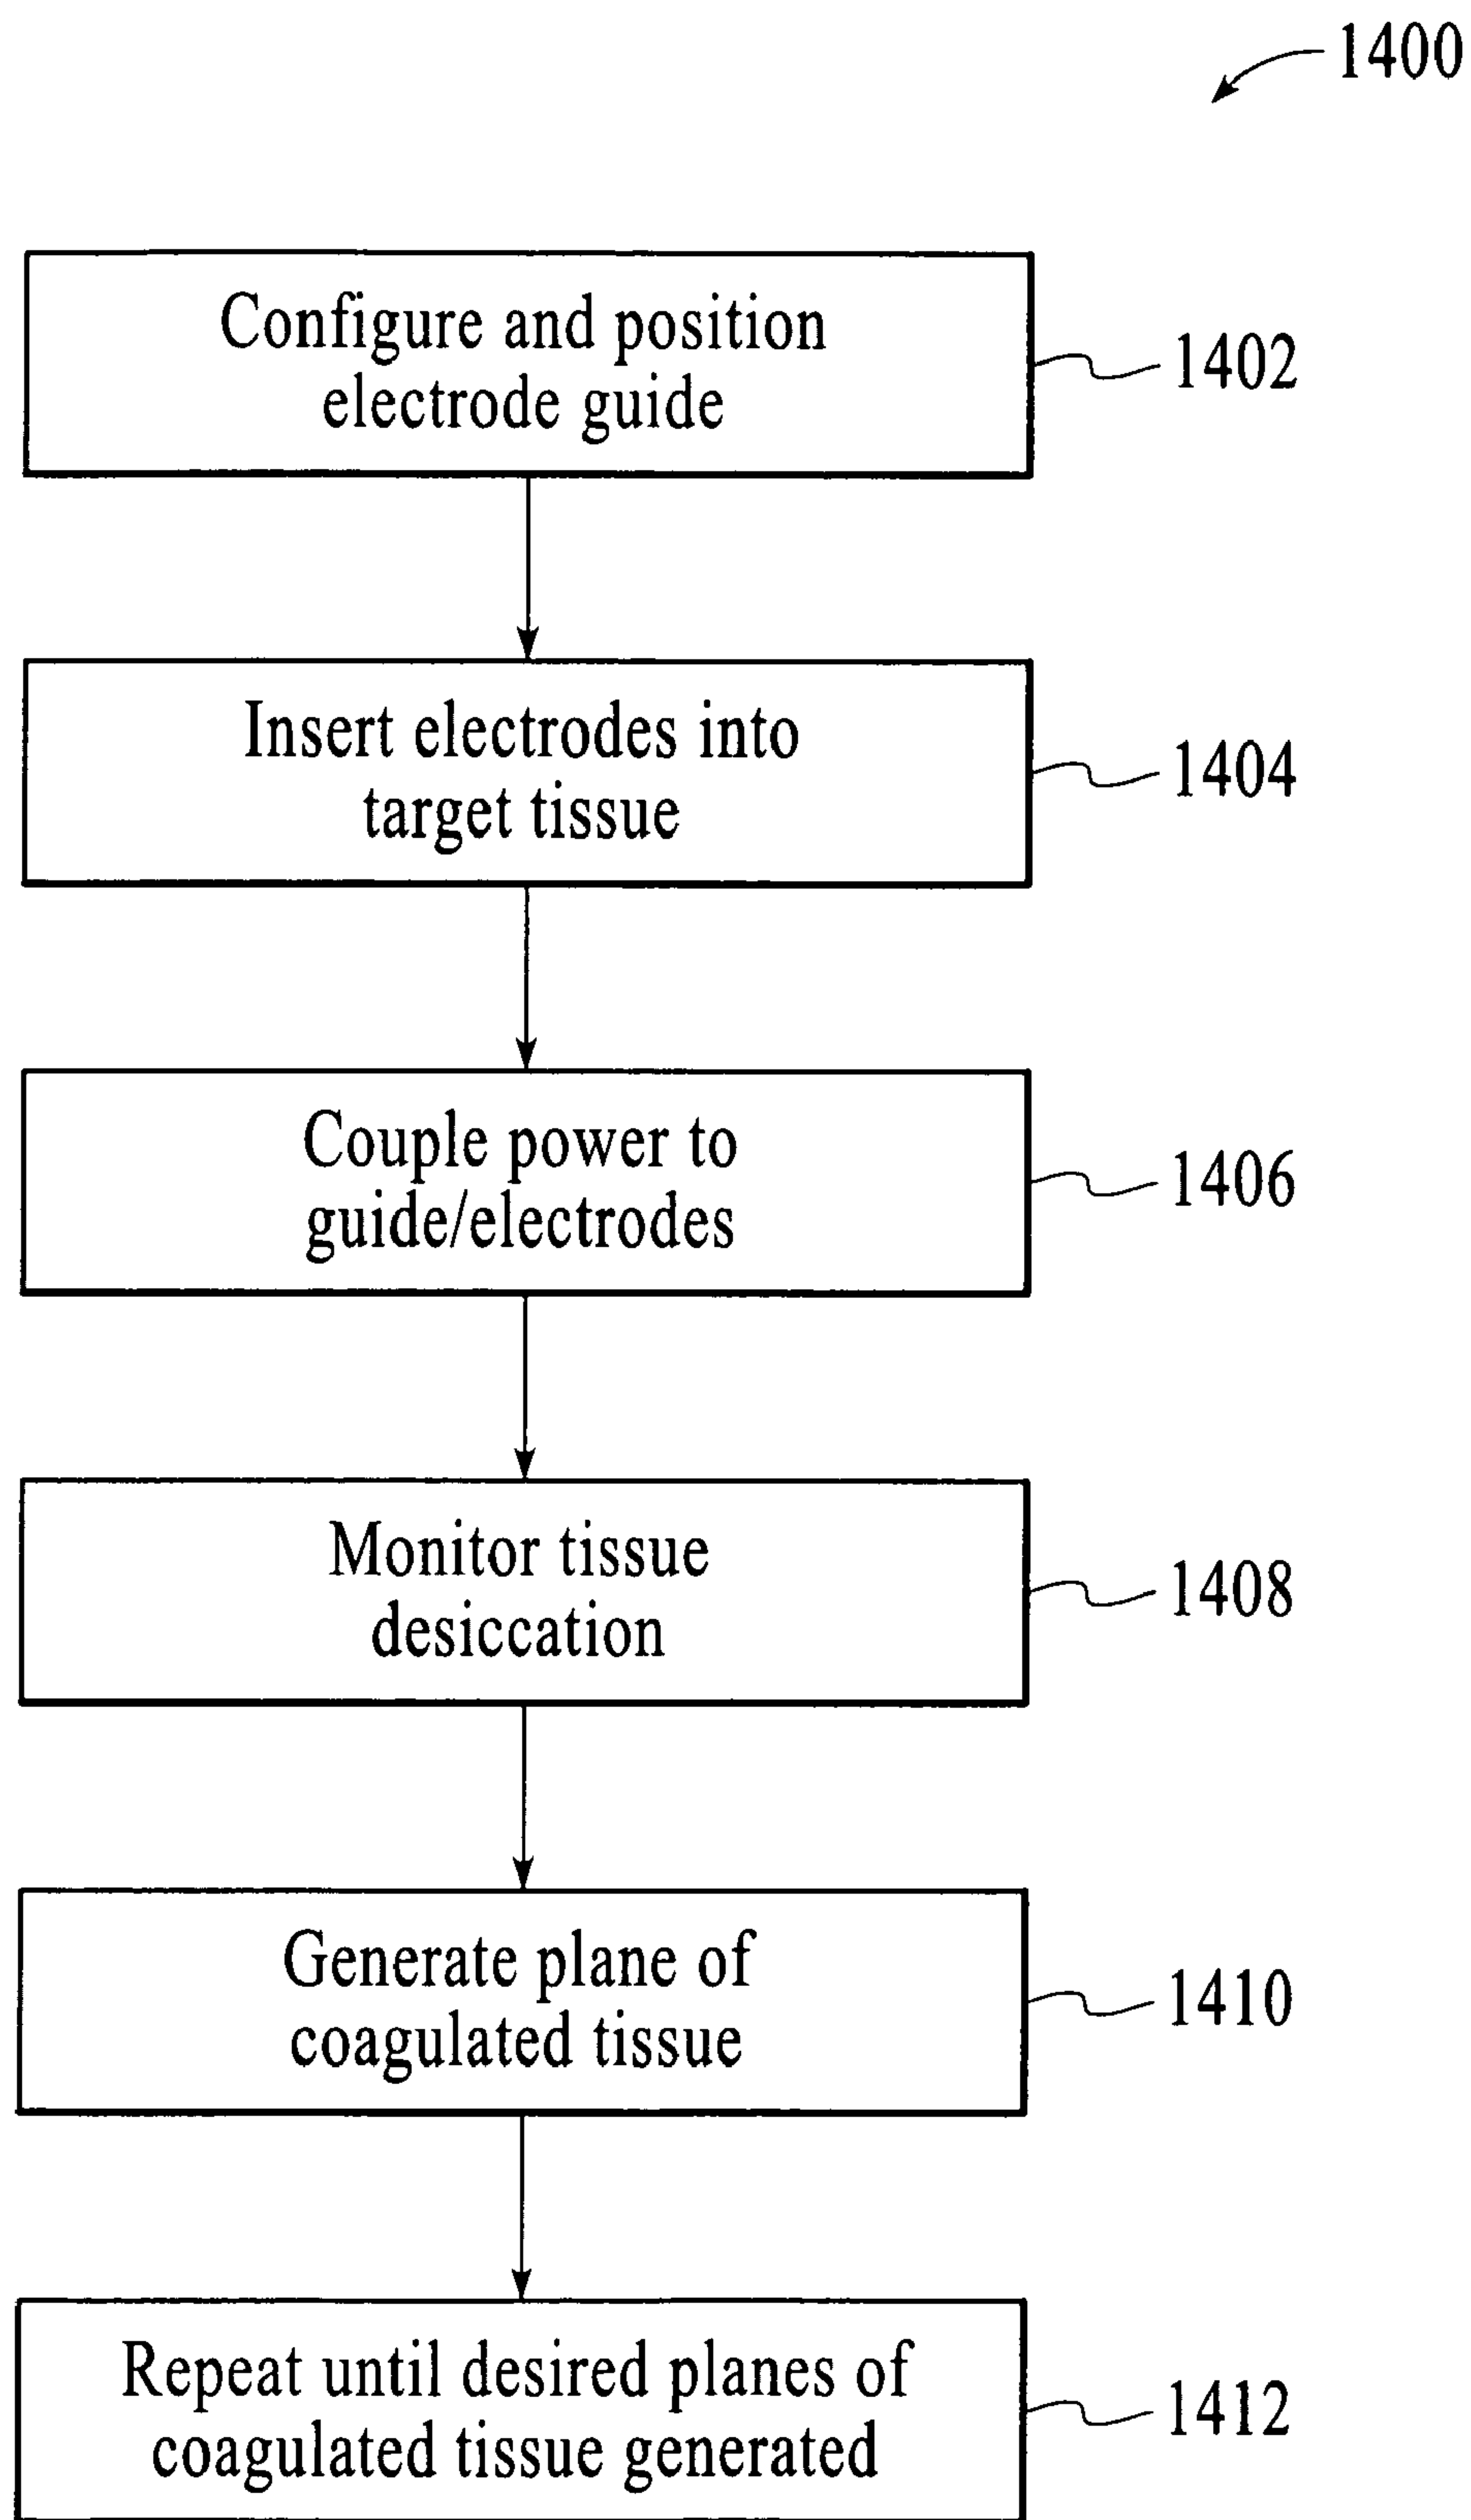 1400
Configure and position
electrode guide
1402
Insert electrodes into
target tissue
1404
Couple power to
guide/electrodes
1406
Monitor tissue
desiccation
1408
Generate plane of
coagulated tissue
1410
Repeat until desired planes of
coagulated tissue generated
1412